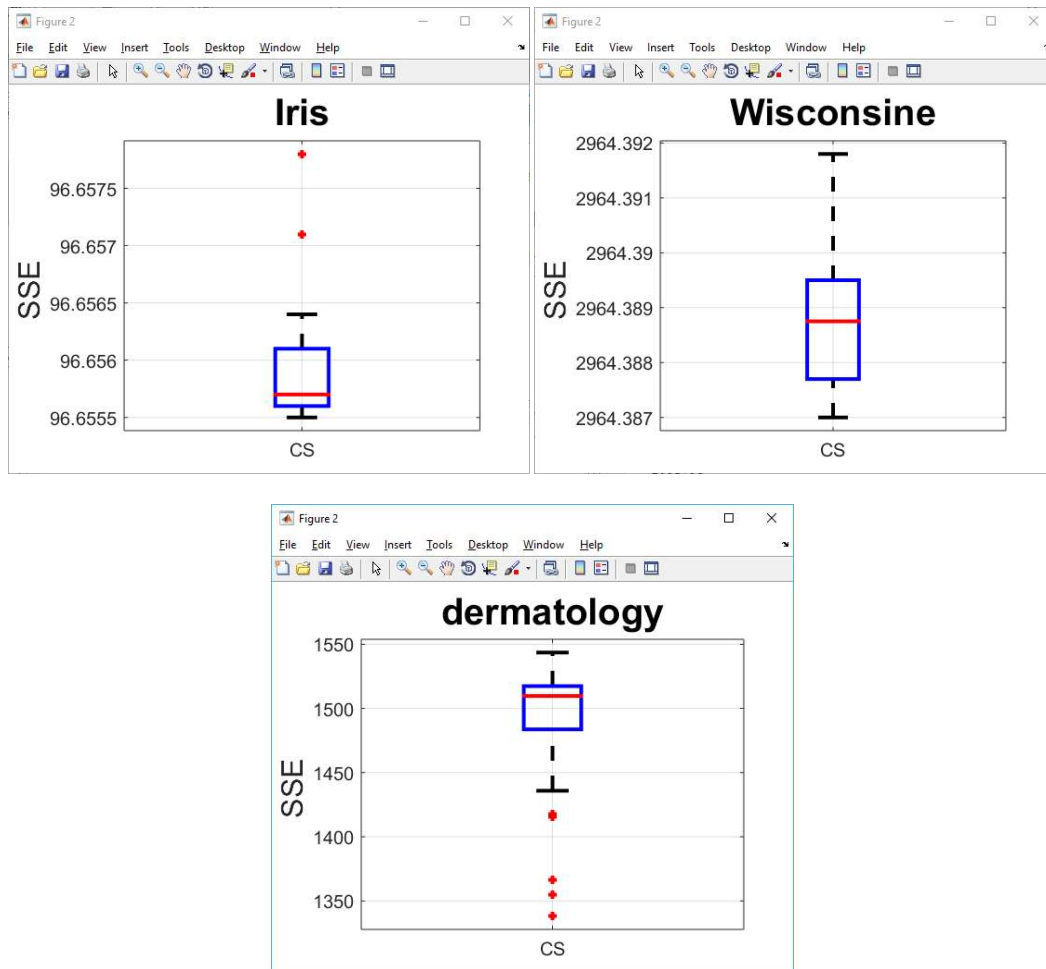 Figure 2
File Edit View Insert Tools Desktop Window Help
Iris
96.6575
96.657
96.6565
96.656
96.6555
SSE
CS
Figure 2
File Edit View Insert Tools Desktop Window Help
Wisconsine
2964.392
2964.391
2964.39
2964.389
2964.388
2964.387
SSE
CS
Figure 2
File Edit View Insert Tools Desktop Window Help
dermatology
1550
1500
1450
1400
1350
SSE
CS